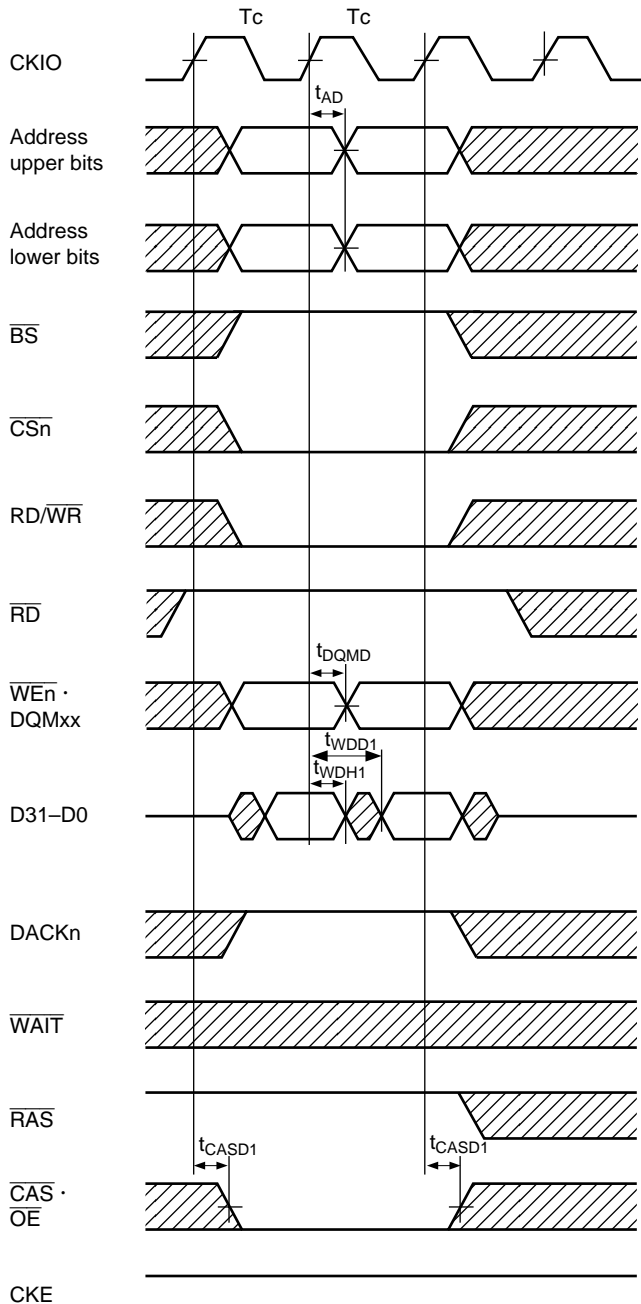 Tc Tc
CKIO
tAD
Address
upper bits
Address
lower bits
BS
CSn
RD/WR
RD
tDQMD
WEn ·
DQMxx
tWDD1
tWDH1
D31–D0
DACKn
WAIT
RAS
tCASD1 tCASD1
CAS ·
OE
CKE